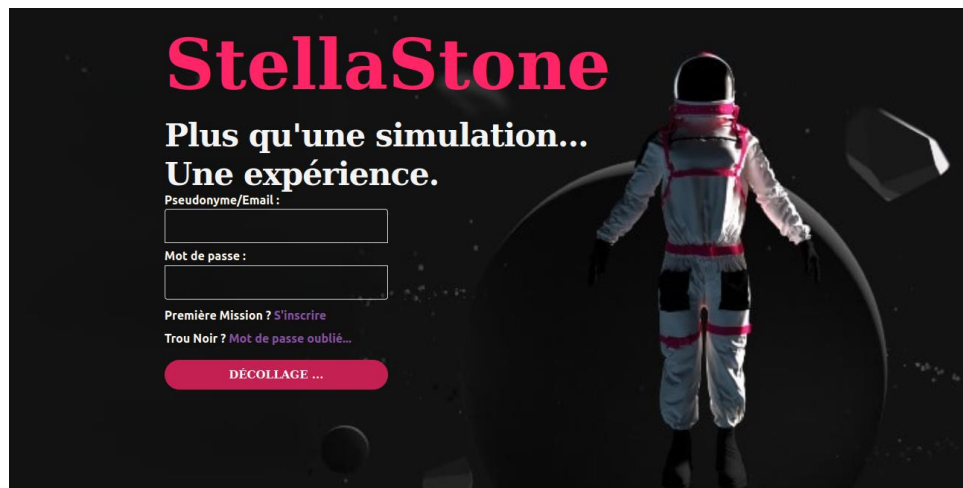 StellaStone
Plus qu'une simulation...
Une expérience.
Pseudonyme/Email :
Mot de passe :
Première Mission ? S'inscrire
Trou Noir ? Mot de passe oublié...
DÉCOLLAGE ...